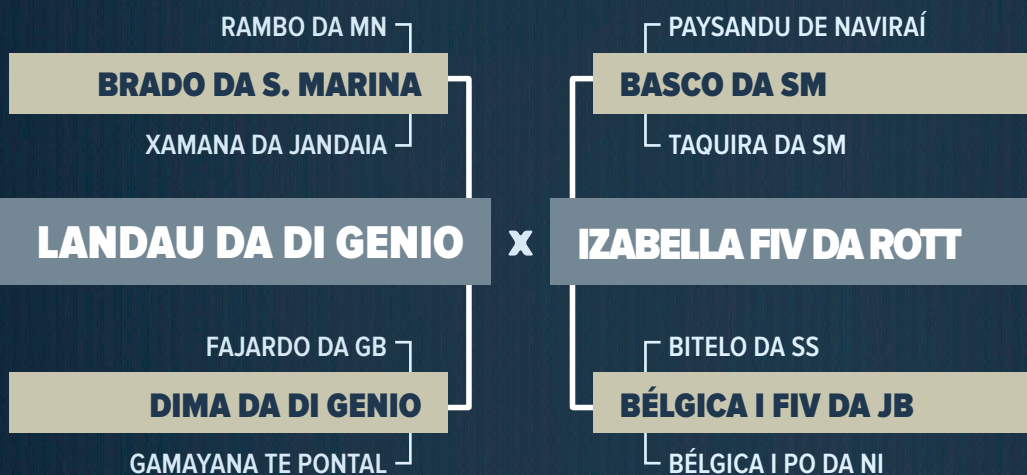 RAMBO DA MN
BRADO DA S. MARINA
XAMANA DA JANDAIA
PAYSANDU DE NAVIRAÍ
BASCO DA SM
TAQUIRA DA SM
LANDAU DA DI GENIO x IZABELLA FIV DA ROTT
FAJARDO DA GB
DIMA DA DI GENIO
GAMAYANA TE PONTAL
BITELO DA SS
BÉLGICA I FIV DA JB
BÉLGICA I PO DA NI